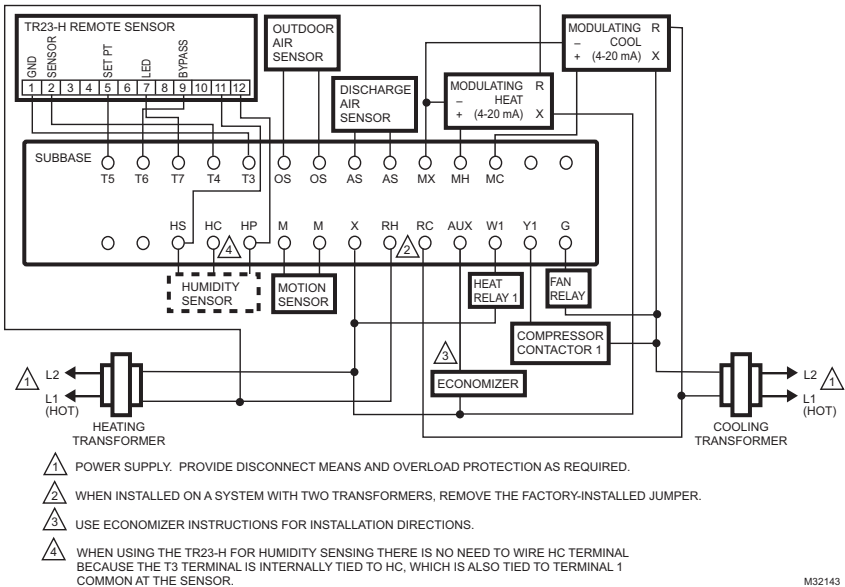 TR23-H REMOTE SENSOR
GND
SENSOR
SET PT
LED
BYPASS
1 2 3 4 5 6 7 8 9 10 11 12
OUTDOOR
AIR
SENSOR
DISCHARGE
AIR
SENSOR
MODULATING R
– HEAT
+ (4-20 mA) X
MODULATING R
– COOL
+ (4-20 mA) X
SUBBASE
T5 T6 T7 T4 T3 OS OS AS AS MX MH MC
HS HC HP M M X RH RC AUX W1 Y1 G
4
2
HUMIDITY
SENSOR
MOTION
SENSOR
HEAT
RELAY 1
FAN
RELAY
COMPRESSOR
CONTACTOR 1
3
ECONOMIZER
1
L2
L1
(HOT)
HEATING
TRANSFORMER
L2
1
L1
(HOT)
COOLING
TRANSFORMER
1 POWER SUPPLY. PROVIDE DISCONNECT MEANS AND OVERLOAD PROTECTION AS REQUIRED.
2 WHEN INSTALLED ON A SYSTEM WITH TWO TRANSFORMERS, REMOVE THE FACTORY-INSTALLED JUMPER.
3 USE ECONOMIZER INSTRUCTIONS FOR INSTALLATION DIRECTIONS.
4 WHEN USING THE TR23-H FOR HUMIDITY SENSING THERE IS NO NEED TO WIRE HC TERMINAL
BECAUSE THE T3 TERMINAL IS INTERNALLY TIED TO HC, WHICH IS ALSO TIED TO TERMINAL 1
COMMON AT THE SENSOR.
M32143